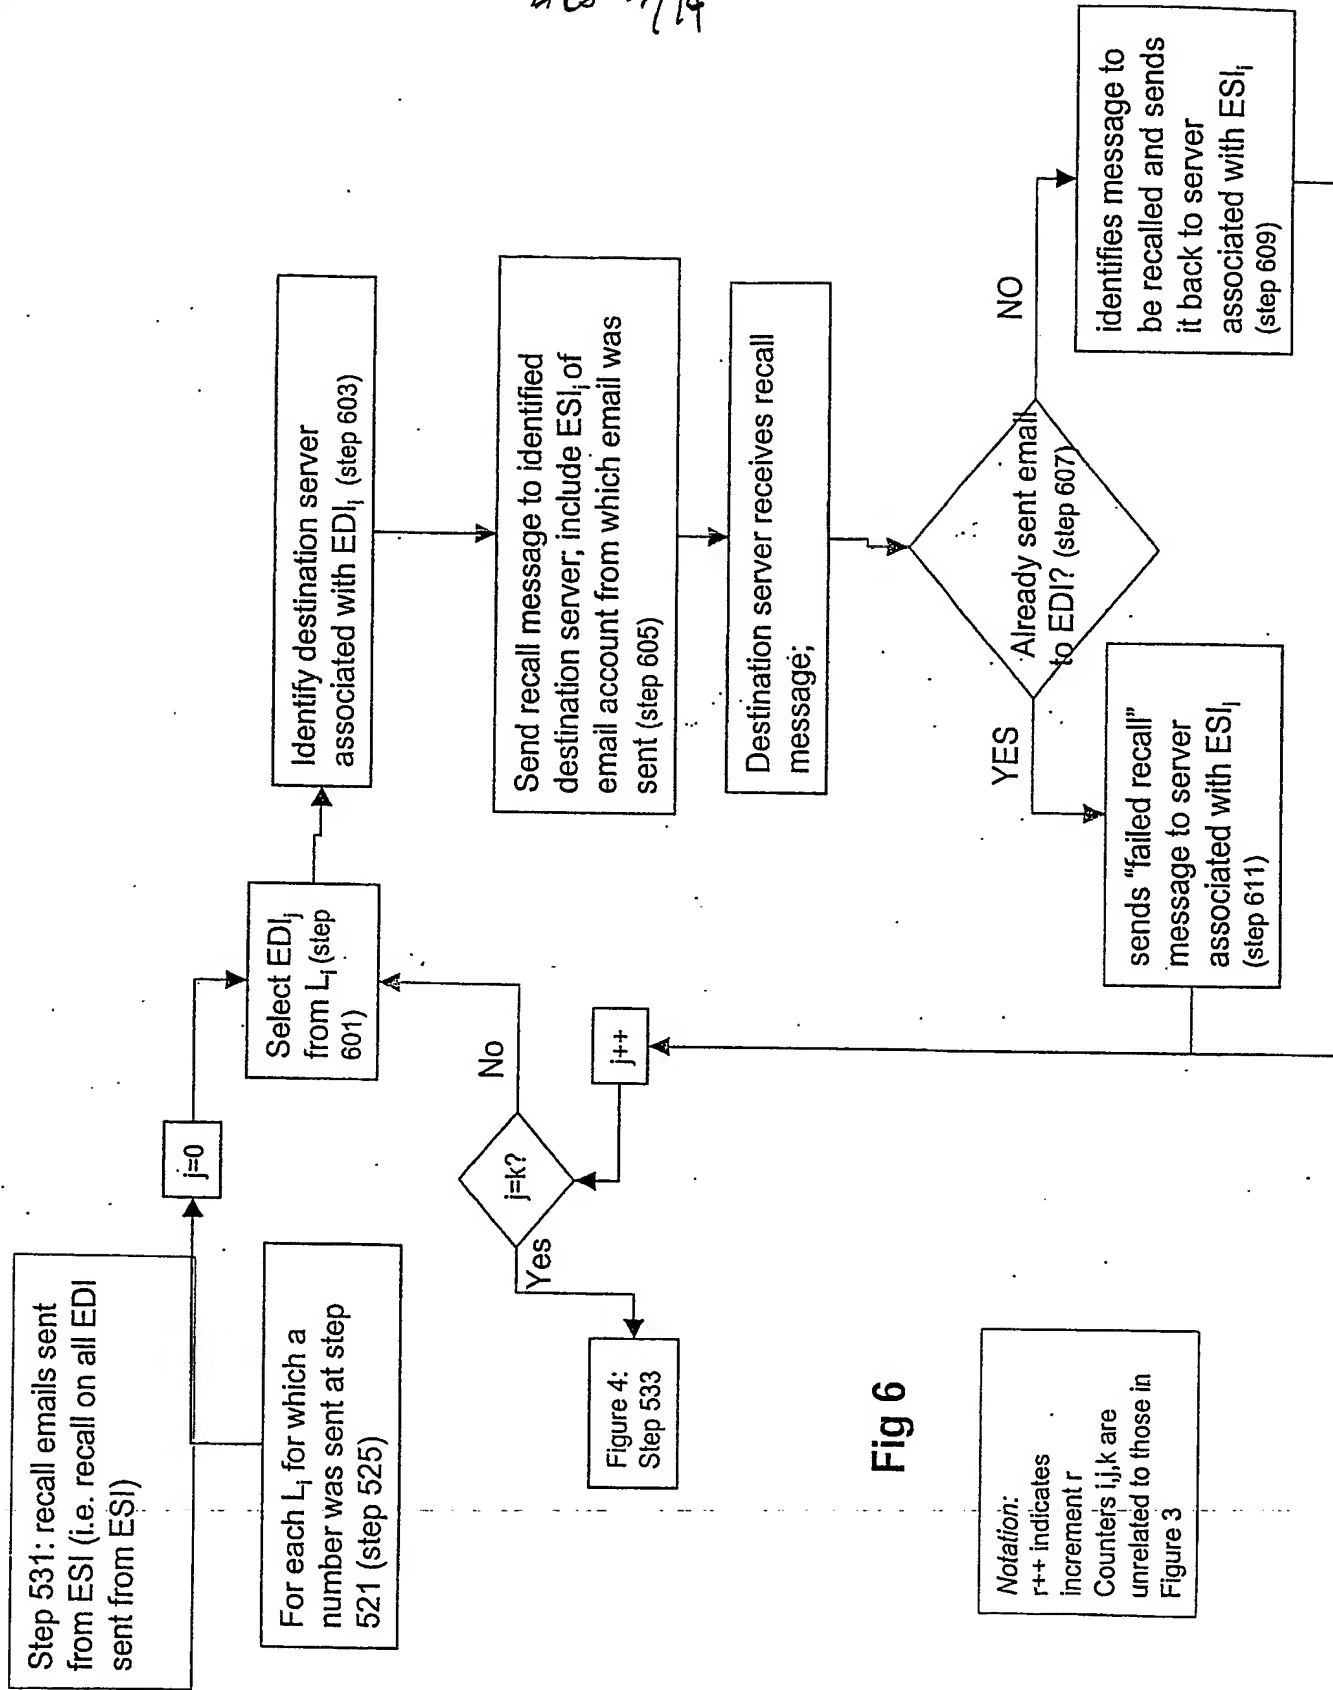 Step 531: recall emails sent
from ESI (i.e. recall on all EDI
sent from ESI)
For each Li for which a
number was sent at step
521 (step 525)
j=0
Select EDIj
from Li (step
601)
Identify destination server
associated with EDIj (step 603)
Send recall message to identified
destination server; include ESIi of
email account from which email was
sent (step 605)
Destination server receives recall
message;
Already sent email
to EDI? (step 607)
NO
identifies message to
be recalled and sends
it back to server
associated with ESIi
(step 609)
YES
sends "failed recall"
message to server
associated with ESIi
(step 611)
j++
j=k?
No
Yes
Figure 4:
Step 533
Fig 6
Notation:
r++ indicates
increment r
Counters i,j,k are
unrelated to those in
Figure 3